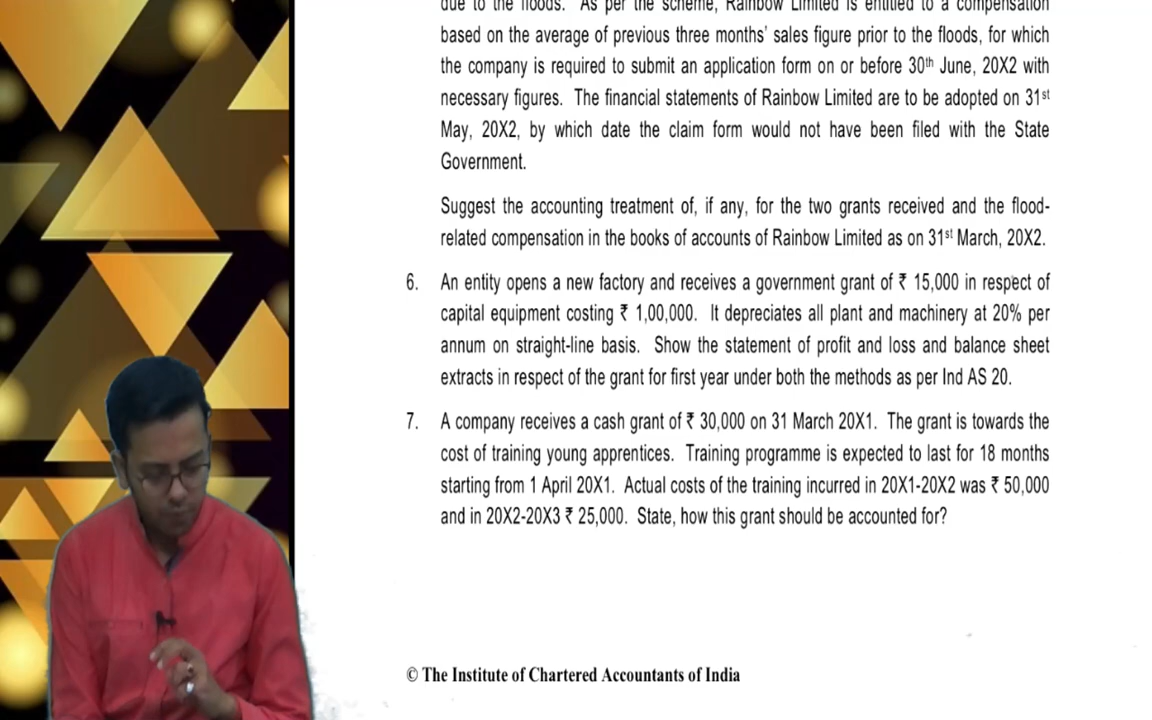 due to the floods. As per the scheme, Rainbow Limited is entitled to a compensation
based on the average of previous three months' sales figure prior to the floods, for which
the company is required to submit an application form on or before 30th June, 20X2 with
necessary figures. The financial statements of Rainbow Limited are to be adopted on 31st
May, 20X2, by which date the claim form would not have been filed with the State
Government.
Suggest the accounting treatment of, if any, for the two grants received and the flood-
related compensation in the books of accounts of Rainbow Limited as on 31st March, 20X2.
6. An entity opens a new factory and receives a government grant of ₹ 15,000 in respect of
capital equipment costing ₹ 1,00,000. It depreciates all plant and machinery at 20% per
annum on straight-line basis. Show the statement of profit and loss and balance sheet
extracts in respect of the grant for first year under both the methods as per Ind AS 20.
7. A company receives a cash grant of ₹ 30,000 on 31 March 20X1. The grant is towards the
cost of training young apprentices. Training programme is expected to last for 18 months
starting from 1 April 20X1. Actual costs of the training incurred in 20X1-20X2 was ₹ 50,000
and in 20X2-20X3 ₹ 25,000. State, how this grant should be accounted for?
© The Institute of Chartered Accountants of India